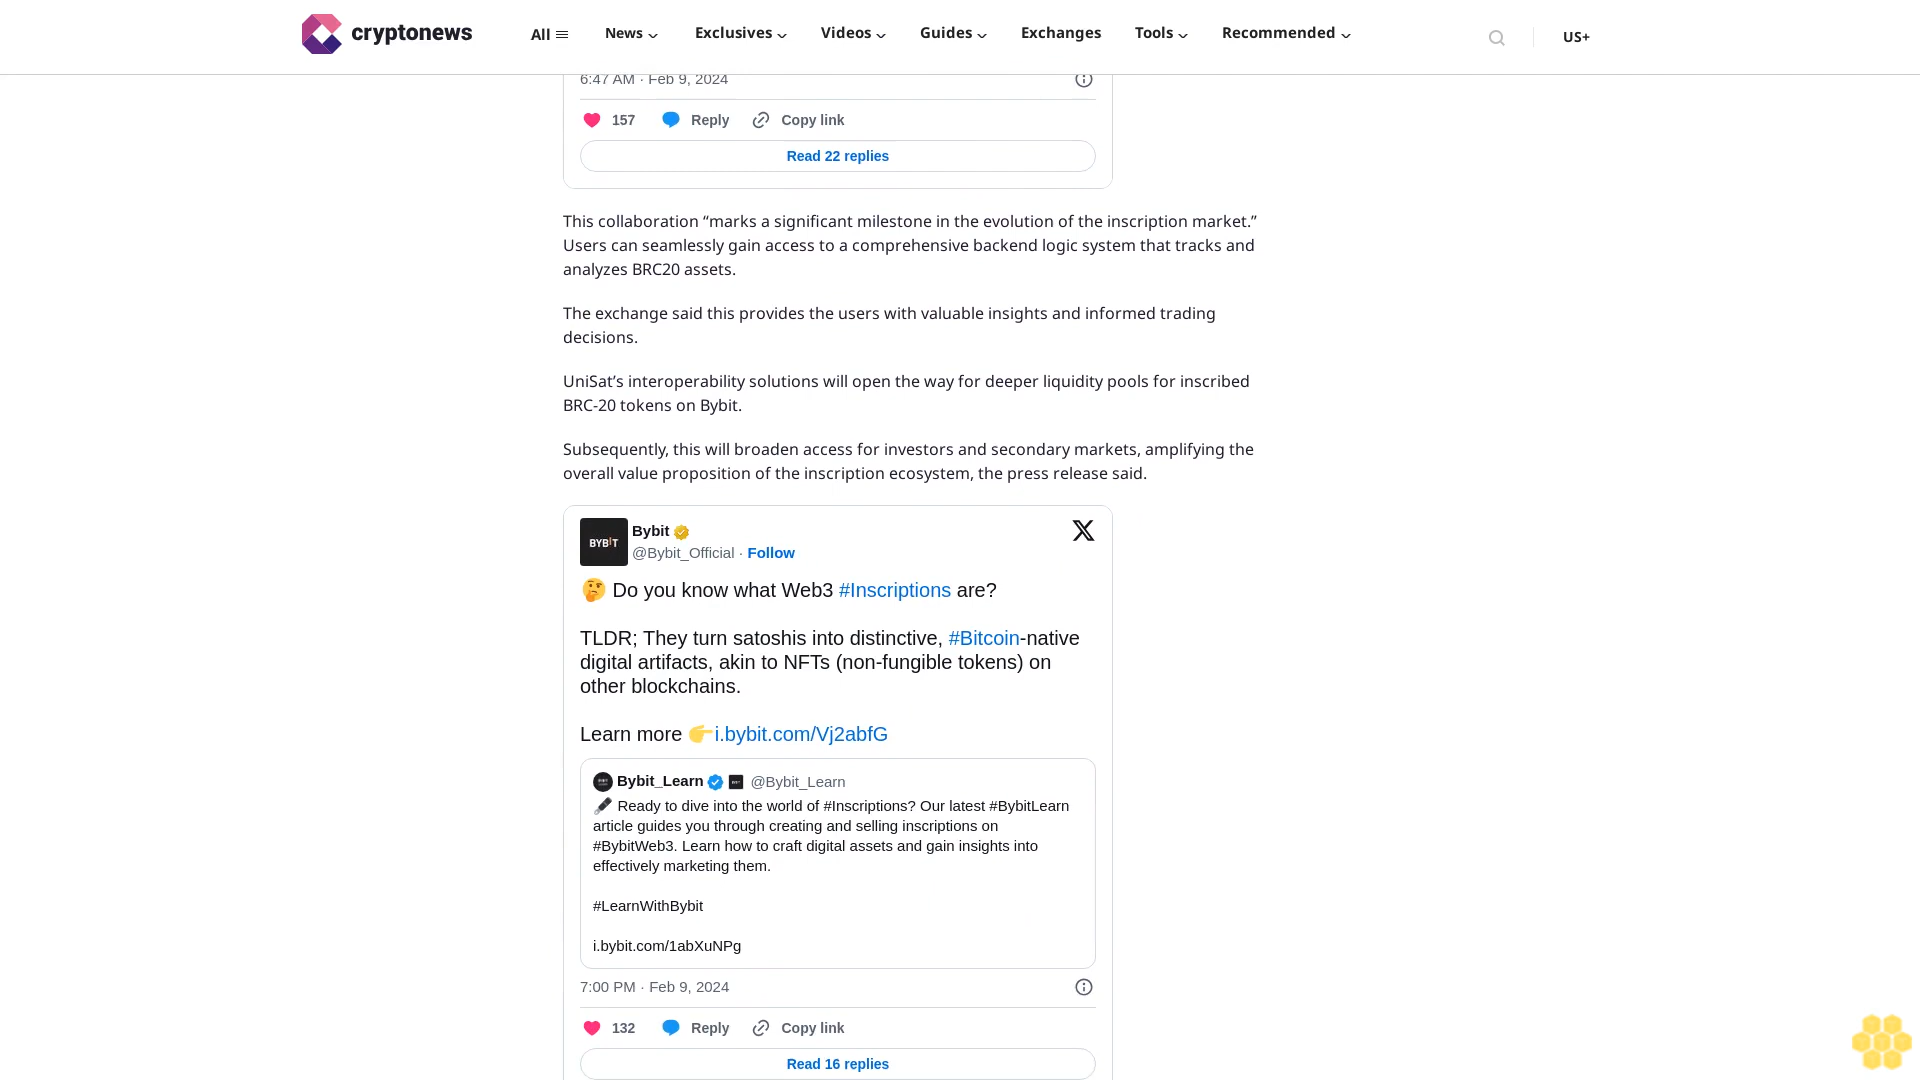 cryptonews
All
News
Exclusives
Videos
Guides
Exchanges
Tools
Recommended
US+
6:47 AM · Feb 9, 2024
157 Reply Copy link
Read 22 replies
This collaboration “marks a significant milestone in the evolution of the inscription market.”
Users can seamlessly gain access to a comprehensive backend logic system that tracks and
analyzes BRC20 assets.
The exchange said this provides the users with valuable insights and informed trading
decisions.
UniSat’s interoperability solutions will open the way for deeper liquidity pools for inscribed
BRC-20 tokens on Bybit.
Subsequently, this will broaden access for investors and secondary markets, amplifying the
overall value proposition of the inscription ecosystem, the press release said.
BYBIT
Bybit
@Bybit_Official · Follow
🤔 Do you know what Web3 #Inscriptions are?
TLDR; They turn satoshis into distinctive, #Bitcoin-native
digital artifacts, akin to NFTs (non-fungible tokens) on
other blockchains.
Learn more 👉i.bybit.com/Vj2abfG
Bybit_Learn @Bybit_Learn
🖋 Ready to dive into the world of #Inscriptions? Our latest #BybitLearn
article guides you through creating and selling inscriptions on
#BybitWeb3. Learn how to craft digital assets and gain insights into
effectively marketing them.
#LearnWithBybit
i.bybit.com/1abXuNPg
7:00 PM · Feb 9, 2024
132 Reply Copy link
Read 16 replies